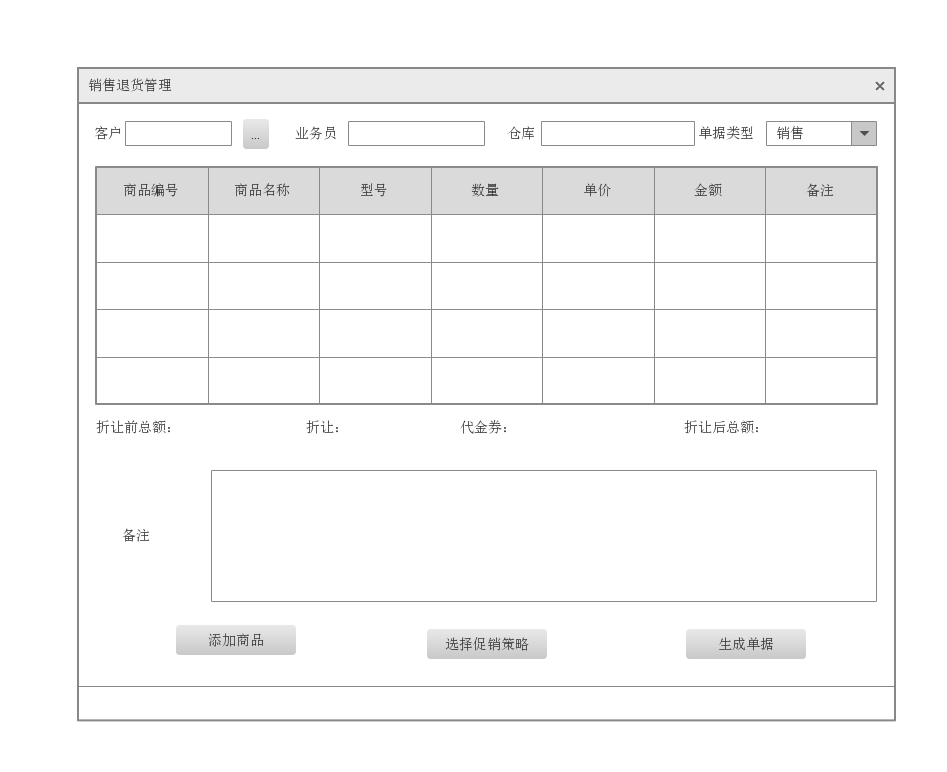 销售退货管理 ×
客户 ... 业务员 仓库 单据类型 销售
商品编号 商品名称 型号 数量 单价 金额 备注
折让前总额： 折让： 代金券： 折让后总额：
备注
添加商品 选择促销策略 生成单据